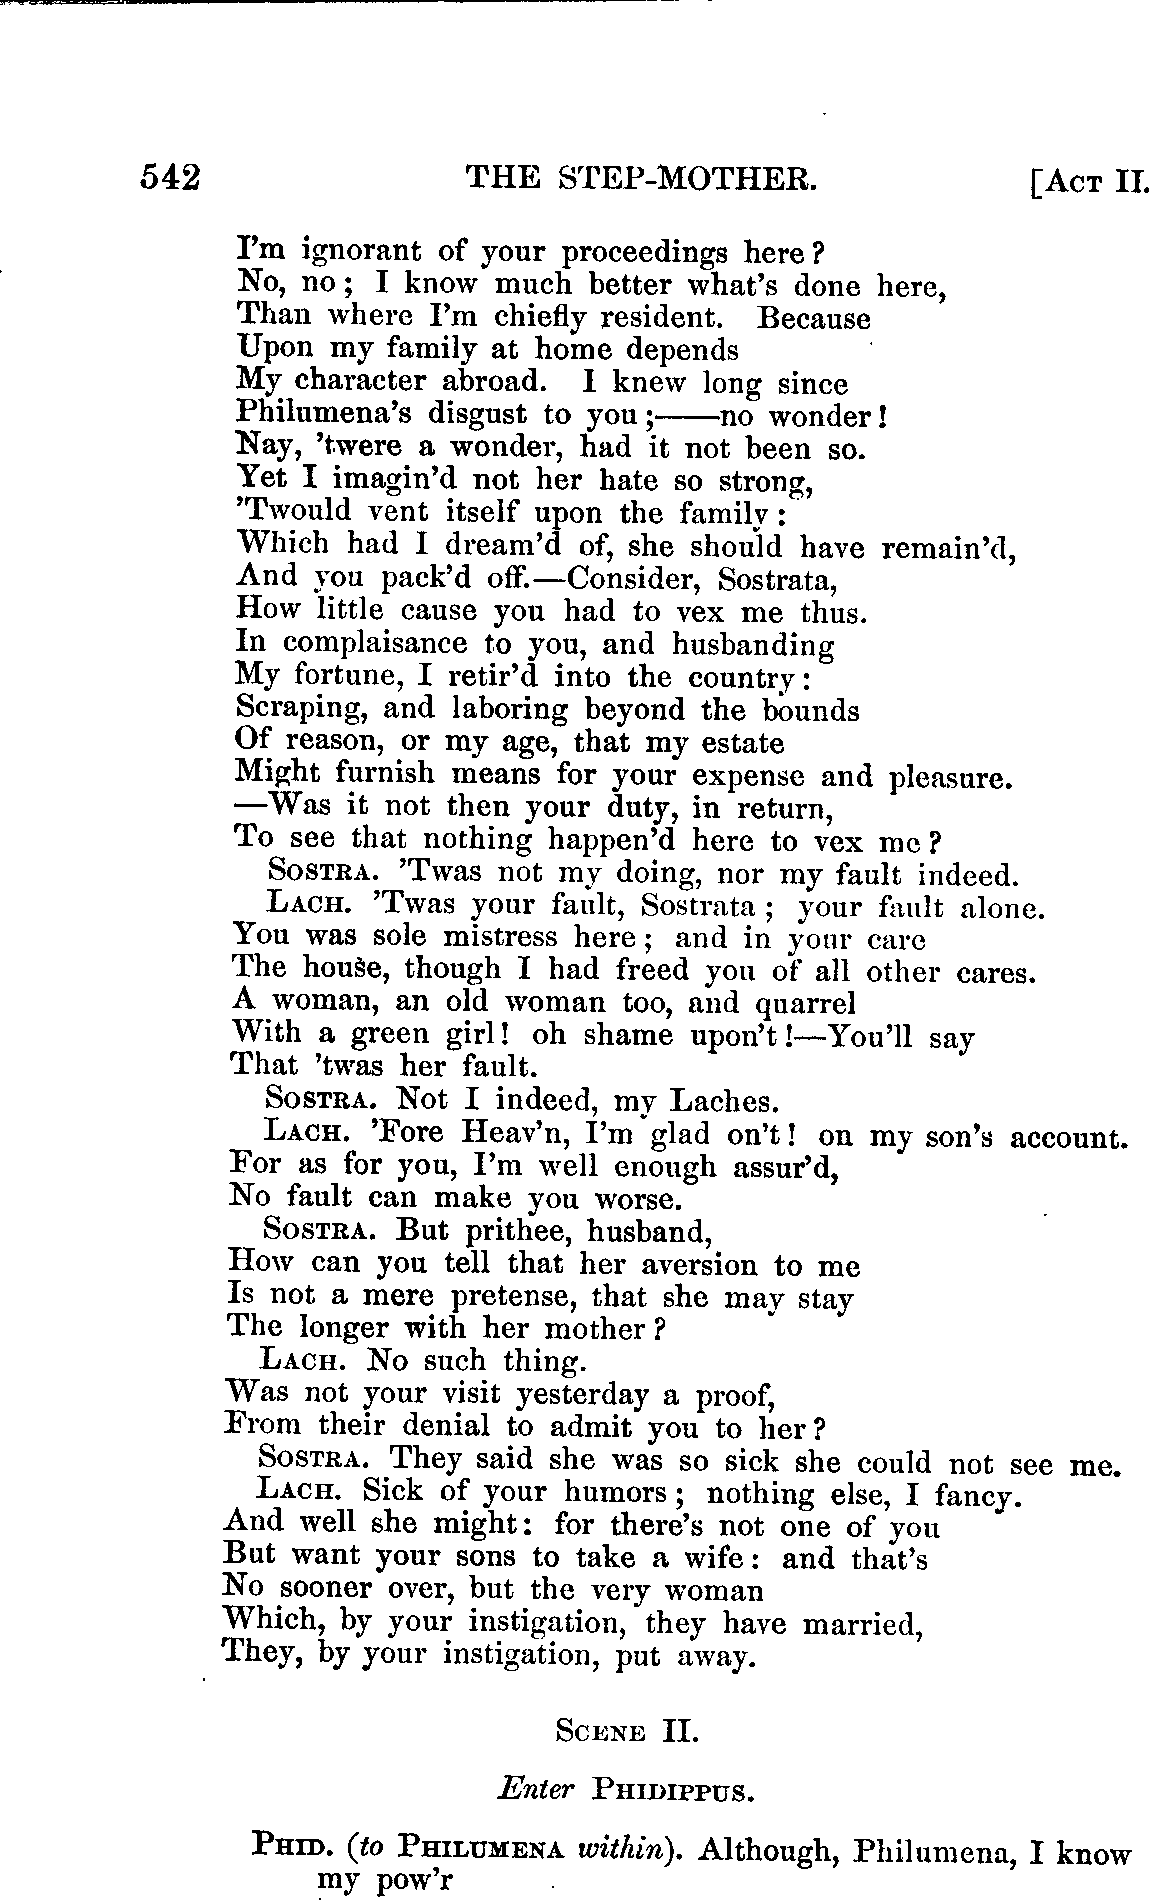 542 THE STEP-MOTHER. [ACT II.
I'm ignorant of your proceedings here?
No, no; I know much better what's done here,
Than where I'm chiefly resident. Because
Upon my family at home depends
My character abroad. I knew long since
Philumena's disgust to you;——no wonder!
Nay, 'twere a wonder, had it not been so.
Yet I imagin'd not her hate so strong,
'Twould vent itself upon the family:
Which had I dream'd of, she should have remain'd,
And you pack'd off.—Consider, Sostrata,
How little cause you had to vex me thus.
In complaisance to you, and husbanding
My fortune, I retir'd into the country:
Scraping, and laboring beyond the bounds
Of reason, or my age, that my estate
Might furnish means for your expense and pleasure.
—Was it not then your duty, in return,
To see that nothing happen'd here to vex me?
SOSTRA. 'Twas not my doing, nor my fault indeed.
LACH. 'Twas your fault, Sostrata; your fault alone.
You was sole mistress here; and in your care
The house, though I had freed you of all other cares.
A woman, an old woman too, and quarrel
With a green girl! oh shame upon't!—You'll say
That 'twas her fault.
SOSTRA. Not I indeed, my Laches.
LACH. 'Fore Heav'n, I'm glad on't! on my son's account.
For as for you, I'm well enough assur'd,
No fault can make you worse.
SOSTRA. But prithee, husband,
How can you tell that her aversion to me
Is not a mere pretense, that she may stay
The longer with her mother?
LACH. No such thing.
Was not your visit yesterday a proof,
From their denial to admit you to her?
SOSTRA. They said she was so sick she could not see me.
LACH. Sick of your humors; nothing else, I fancy.
And well she might: for there's not one of you
But want your sons to take a wife: and that's
No sooner over, but the very woman
Which, by your instigation, they have married,
They, by your instigation, put away.
SCENE II.
Enter PHIDIPPUS.
PHID. (to PHILUMENA within). Although, Philumena, I know
my pow'r